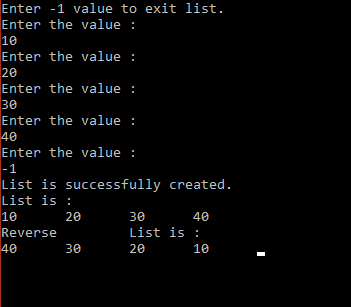 Enter -1 value to exit list.
Enter the value :
10
Enter the value :
20
Enter the value :
30
Enter the value :
40
Enter the value :
-1
List is successfully created.
List is :
10      20      30      40
Reverse         List is :
40      30      20      10